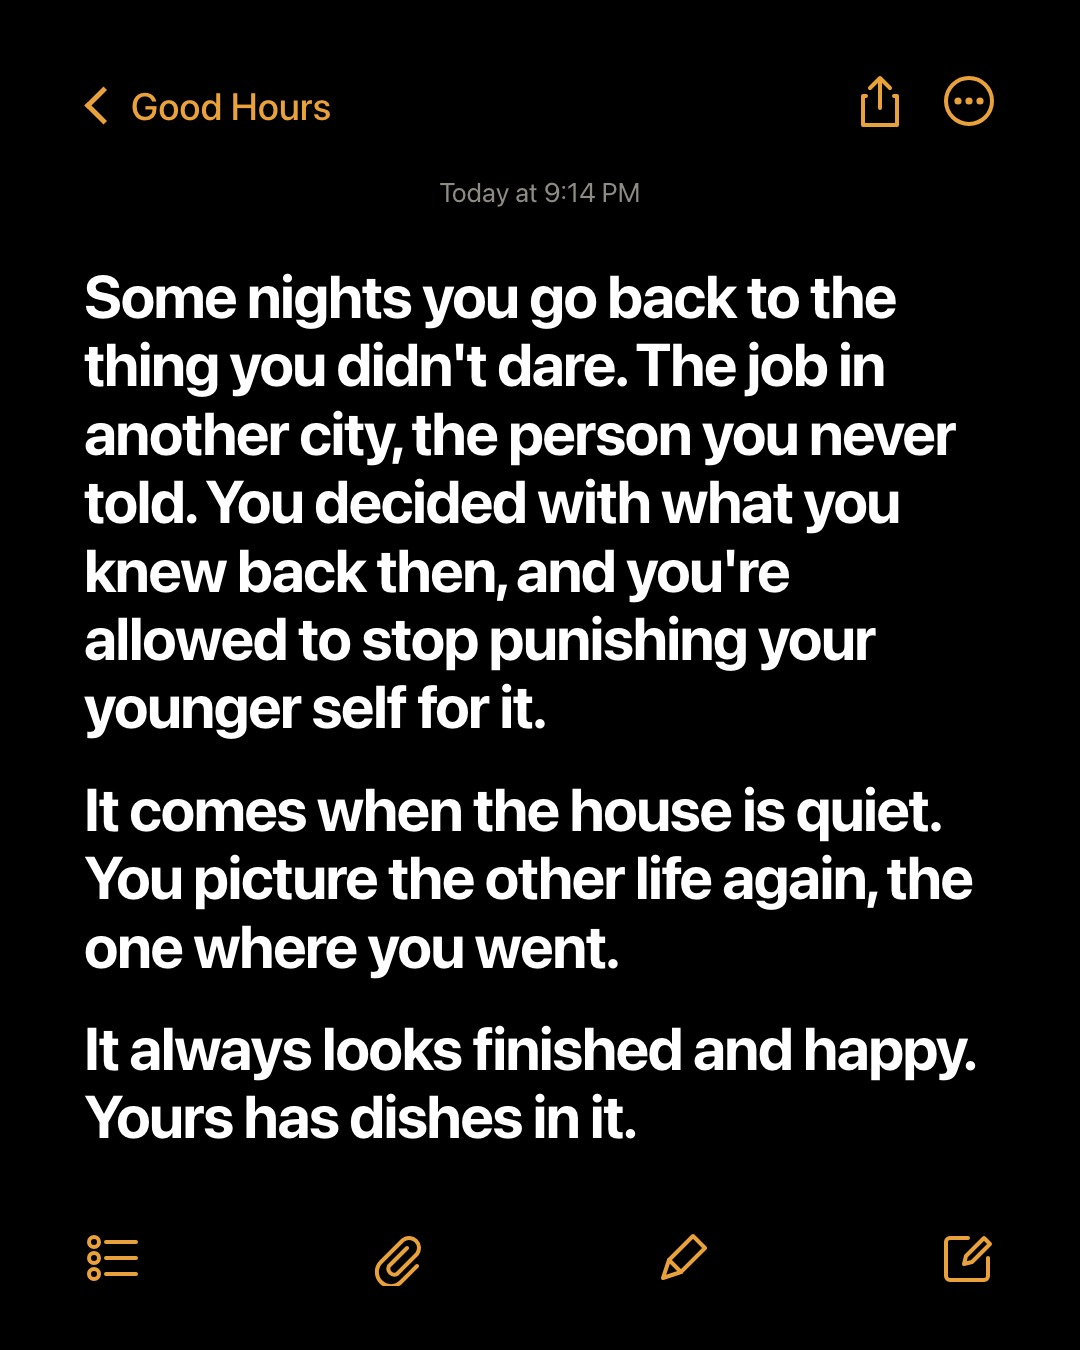 Good Hours
Today at 9:14 PM
Some nights you go back to the
thing you didn't dare. The job in
another city, the person you never
told. You decided with what you
knew back then, and you're
allowed to stop punishing your
younger self for it.
It comes when the house is quiet.
You picture the other life again, the
one where you went.
It always looks finished and happy.
Yours has dishes in it.